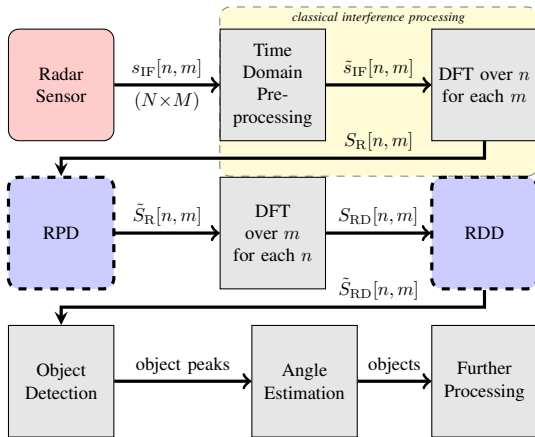 classical interference processing
Radar
Sensor
s_IF[n, m]
(N×M)
Time
Domain
Pre-
processing
s̃_IF[n, m]
DFT over n
for each m
S_R[n, m]
RPD
S̃_R[n, m]
DFT
over m
for each n
S_RD[n, m]
RDD
S̃_RD[n, m]
Object
Detection
object peaks
Angle
Estimation
objects
Further
Processing